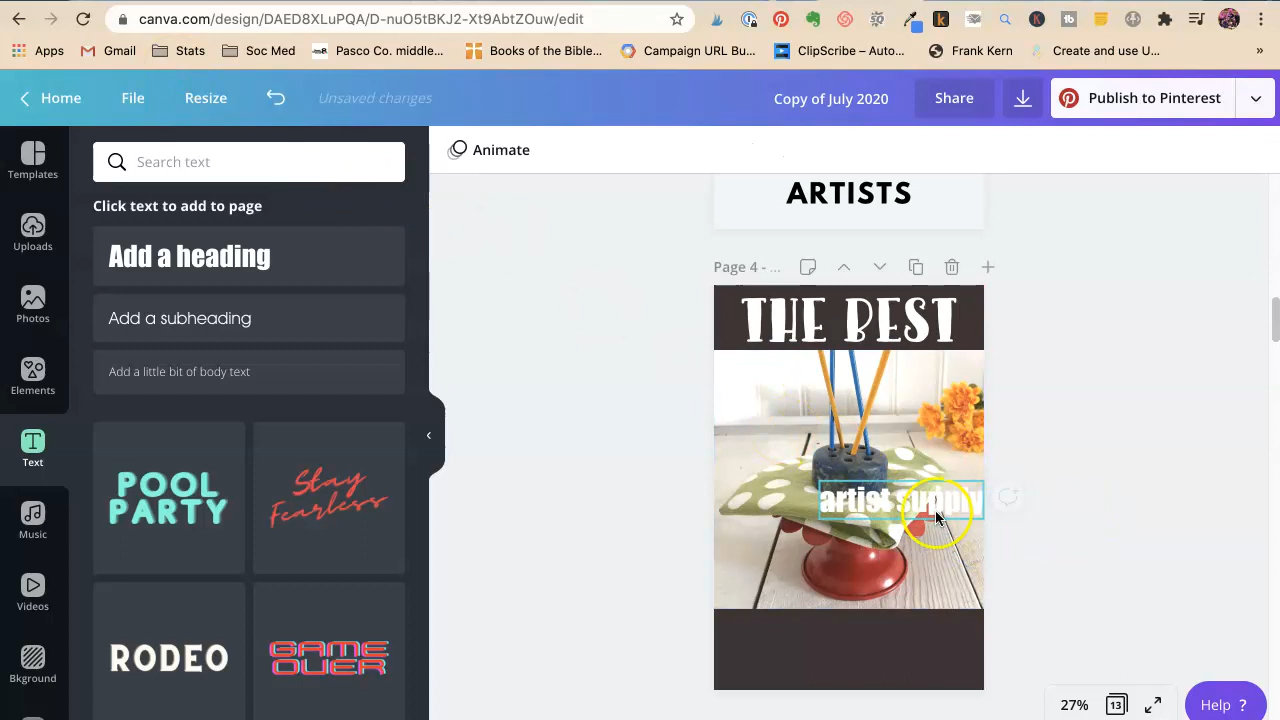 canva.com/design/DAED8XLuPQA/D-nuO5tBKJ2-Xt9AbtZOuw/edit
Apps Gmail Stats Soc Med Pasco Co. middle... Books of the Bible... Campaign URL Bu... ClipScribe – Auto... Frank Kern Create and use U... »
Home File Resize Unsaved changes Copy of July 2020 Share Publish to Pinterest
Search text
Animate
Templates
Click text to add to page
ARTISTS
Uploads
Add a heading
Page 4 - ...
Photos
Add a subheading
THE BEST
Elements
Add a little bit of body text
Text
POOL PARTY
Stay Fearless
artist supply
Music
Videos
RODEO
GAME OVER
Bkground
27% 13 Help ?